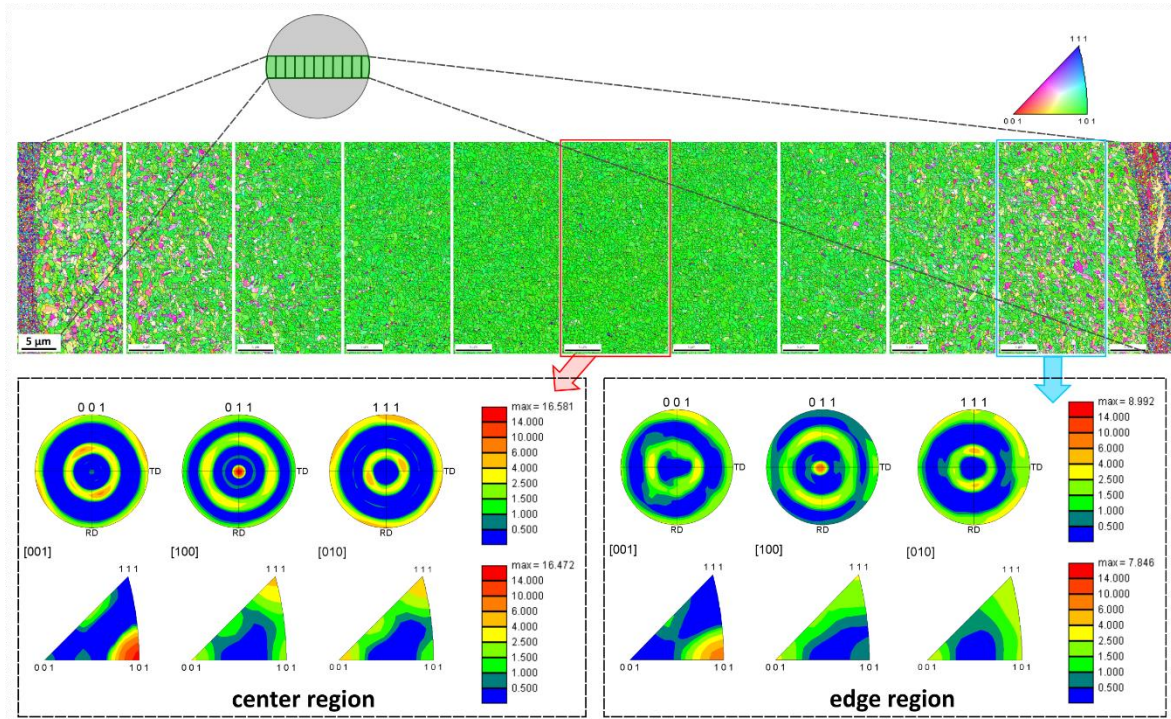 1 1 1
0 0 1
1 0 1
5 µm
0 0 1
0 1 1
1 1 1
TD
TD
TD
RD
RD
RD
max = 16.581
14.000
10.000
6.000
4.000
2.500
1.500
1.000
0.500
[001]
[100]
[010]
1 1 1
1 1 1
1 1 1
0 0 1
1 0 1
0 0 1
1 0 1
0 0 1
1 0 1
max = 16.472
14.000
10.000
6.000
4.000
2.500
1.500
1.000
0.500
center region
0 0 1
0 1 1
1 1 1
TD
TD
TD
RD
RD
RD
max = 8.992
14.000
10.000
6.000
4.000
2.500
1.500
1.000
0.500
[001]
[100]
[010]
1 1 1
1 1 1
1 1 1
0 0 1
1 0 1
0 0 1
1 0 1
0 0 1
1 0 1
max = 7.846
14.000
10.000
6.000
4.000
2.500
1.500
1.000
0.500
edge region